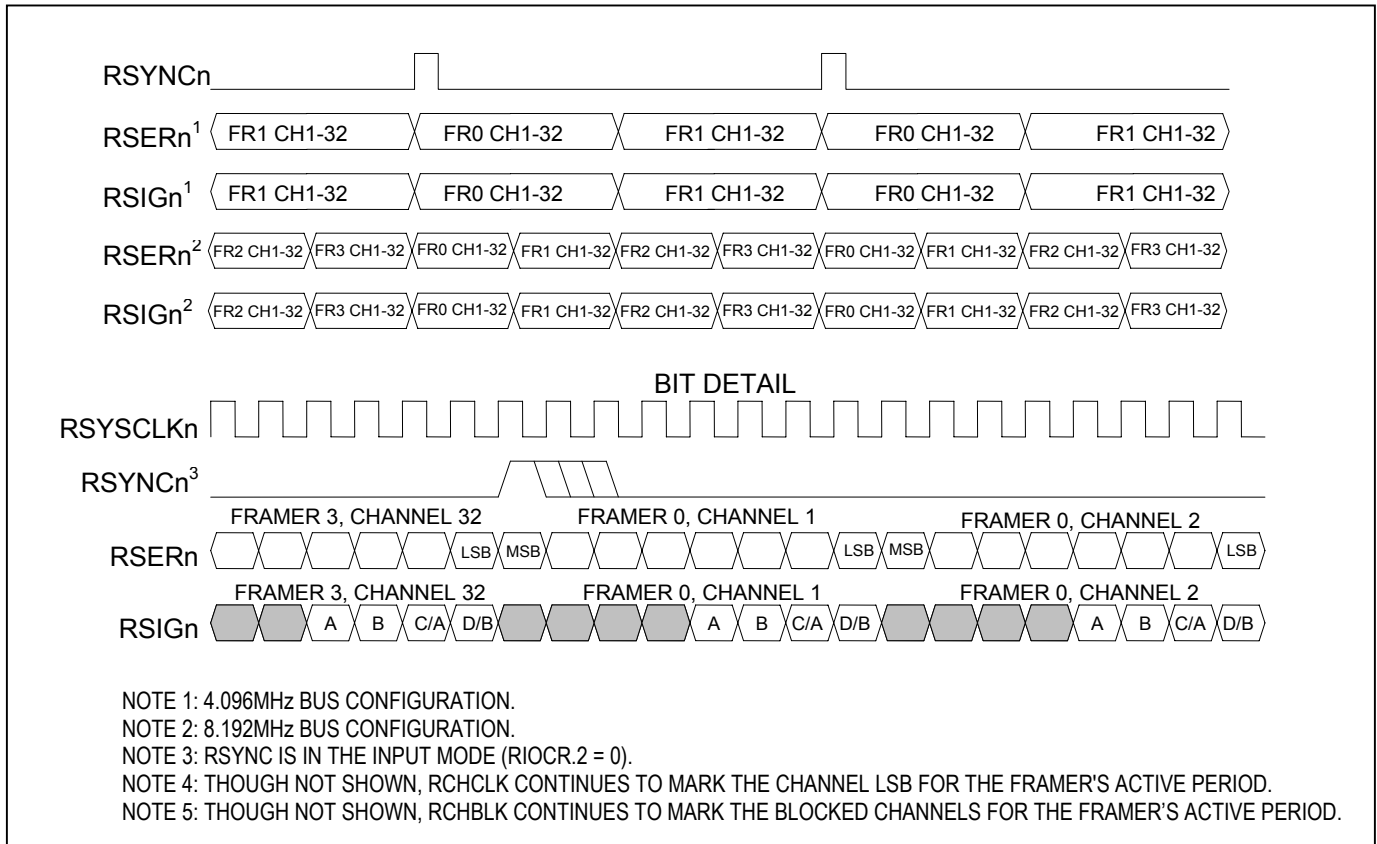 RSYNCn
RSERn1 FR1 CH1-32 FR0 CH1-32 FR1 CH1-32 FR0 CH1-32 FR1 CH1-32
RSIGn1 FR1 CH1-32 FR0 CH1-32 FR1 CH1-32 FR0 CH1-32 FR1 CH1-32
RSERn2 FR2 CH1-32 FR3 CH1-32 FR0 CH1-32 FR1 CH1-32 FR2 CH1-32 FR3 CH1-32 FR0 CH1-32 FR1 CH1-32 FR2 CH1-32 FR3 CH1-32
RSIGn2 FR2 CH1-32 FR3 CH1-32 FR0 CH1-32 FR1 CH1-32 FR2 CH1-32 FR3 CH1-32 FR0 CH1-32 FR1 CH1-32 FR2 CH1-32 FR3 CH1-32
BIT DETAIL
RSYSCLKn
RSYNCn3
FRAMER 3, CHANNEL 32 FRAMER 0, CHANNEL 1 FRAMER 0, CHANNEL 2
RSERn LSB MSB LSB MSB LSB
FRAMER 3, CHANNEL 32 FRAMER 0, CHANNEL 1 FRAMER 0, CHANNEL 2
RSIGn A B C/A D/B A B C/A D/B A B C/A D/B
NOTE 1: 4.096MHz BUS CONFIGURATION.
NOTE 2: 8.192MHz BUS CONFIGURATION.
NOTE 3: RSYNC IS IN THE INPUT MODE (RIOCR.2 = 0).
NOTE 4: THOUGH NOT SHOWN, RCHCLK CONTINUES TO MARK THE CHANNEL LSB FOR THE FRAMER'S ACTIVE PERIOD.
NOTE 5: THOUGH NOT SHOWN, RCHBLK CONTINUES TO MARK THE BLOCKED CHANNELS FOR THE FRAMER’S ACTIVE PERIOD.